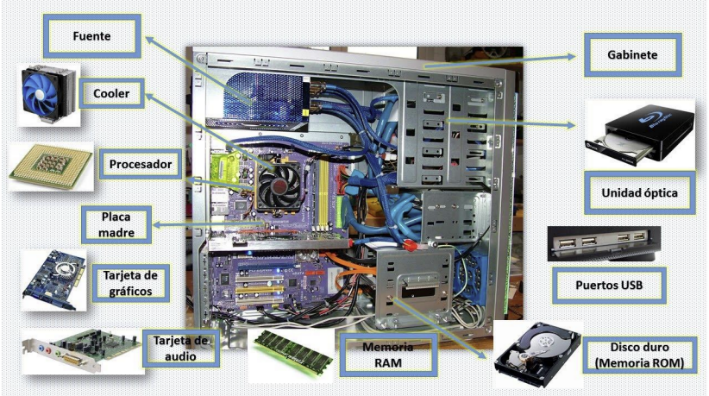 Fuente
Gabinete
Cooler
Procesador
Unidad óptica
Placa
madre
Tarjeta de
gráficos
Puertos USB
Tarjeta de
audio
Memoria
RAM
Disco duro
(Memoria ROM)